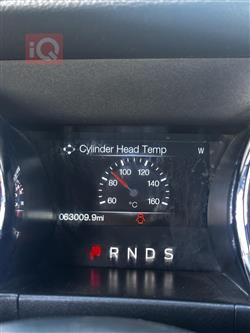 iQ
Cylinder Head Temp W
100 120
80 140
60 °C 160
063009.9mi
P R N D S